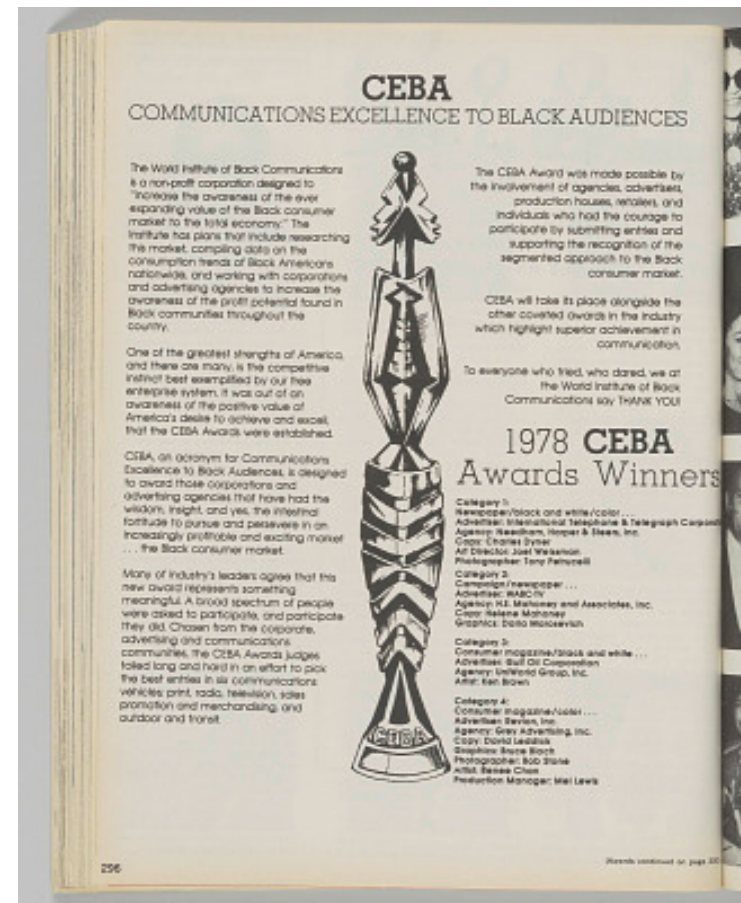 CEBA
COMMUNICATIONS EXCELLENCE TO BLACK AUDIENCES
The World Institute of Black Communications
is a non-profit corporation designed to
"increase the awareness of the ever
expanding value of the Black consumer
market to the total economy." The
Institute has plans that include researching
this market, compiling data on the
consumption trends of Black Americans
nationwide, and working with corporations
and advertising agencies to increase the
awareness of the profit potential found in
Black communities throughout the
country.
One of the greatest strengths of America,
and there are many, is the competitive
instinct best exemplified by our free
enterprise system. It was out of an
awareness of the positive value of
America's desire to achieve and excell,
that the CEBA Awards were established.
CEBA, an acronym for Communications
Excellence to Black Audiences, is designed
to award those corporations and
advertising agencies that have had the
wisdom, insight, and yes, the intestinal
fortitude to pursue and persevere in an
increasingly profitable and exciting market
. . . the Black consumer market.
Many of industry's leaders agree that this
new award represents something
meaningful. A broad spectrum of people
were asked to participate, and participate
they did. Chosen from the corporate,
advertising and communications
communities, the CEBA Awards judges
toiled long and hard in an effort to pick
the best entries in six communications
vehicles: print, radio, television, sales
promotion and merchandising, and
outdoor and transit.
CEBA
The CEBA Award was made possible by
the involvement of agencies, advertisers,
production houses, retailers, and
individuals who had the courage to
participate by submitting entries and
supporting the recognition of the
segmented approach to the Black
consumer market.
CEBA will take its place alongside the
other coveted awards in the industry
which highlight superior achievement in
communication.
To everyone who tried, who dared, we at
the World Institute of Black
Communications say THANK YOU!
1978 CEBA
Awards Winners
Category 1:
Newspaper/black and white/color . . .
Advertiser: International Telephone & Telegraph
Agency: Needham, Harper & Steers, Inc.
Copy: Charles Dyner
Art Director: Joel Weisman
Photographer: Tony Petrucelli
Category 2:
Campaign/newspaper . . .
Advertiser: WABC-TV
Agency: N.E. Mahoney and Associates, Inc.
Copy: Helene Mahoney
Graphics: Daria Marosevich
Category 3:
Consumer magazine/black and white . . .
Advertiser: Gulf Oil Corporation
Agency: UniWorld Group, Inc.
Artist: Ken Brown
Category 4:
Consumer magazine/color . . .
Advertiser: Revlon, Inc.
Agency: Grey Advertising, Inc.
Copy: David Leddick
Graphics: Bruce Bloch
Photographer: Bob Stone
Artist: Renee Chan
Production Manager: Mel Lewis
296
(Awards continued on page